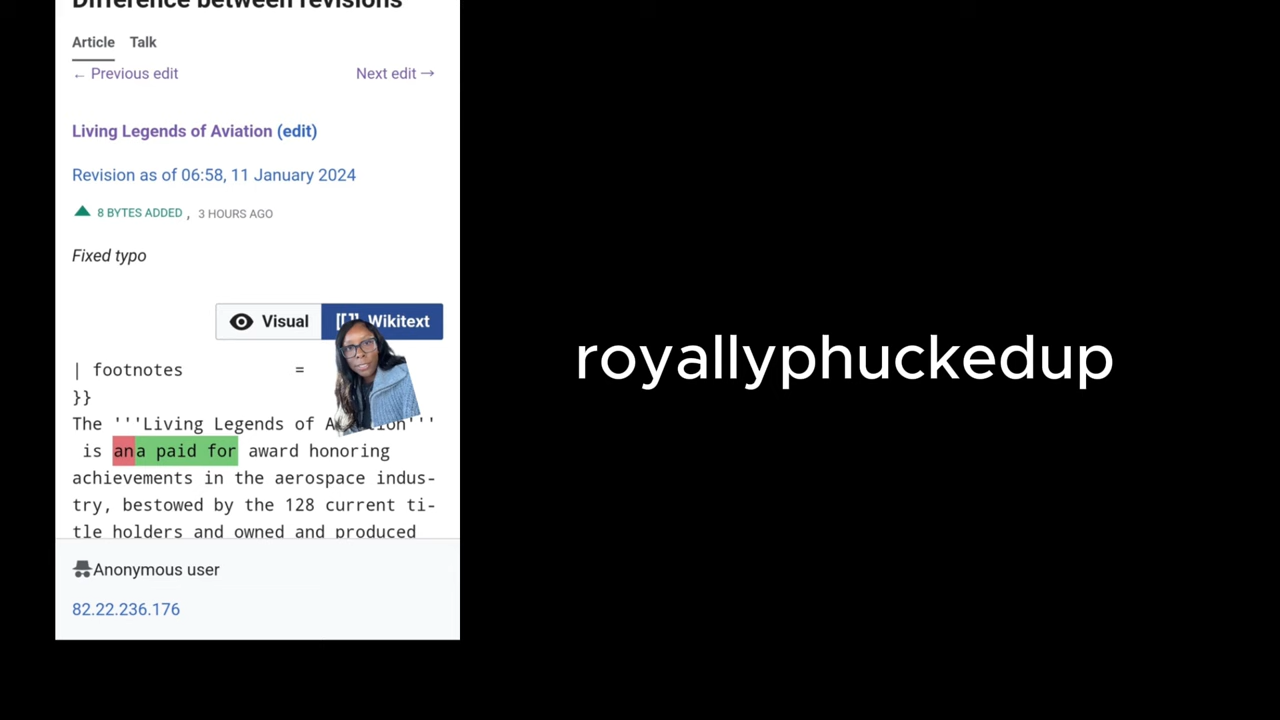 Difference between revisions
Article Talk
← Previous edit Next edit →
Living Legends of Aviation (edit)
Revision as of 06:58, 11 January 2024
8 BYTES ADDED , 3 HOURS AGO
Fixed typo
Visual [[]] Wikitext
| footnotes =
}}
The '''Living Legends of Aviation'''
is ana paid for award honoring
achievements in the aerospace indus-
try, bestowed by the 128 current ti-
tle holders and owned and produced
Anonymous user
82.22.236.176
royallyphuckedup